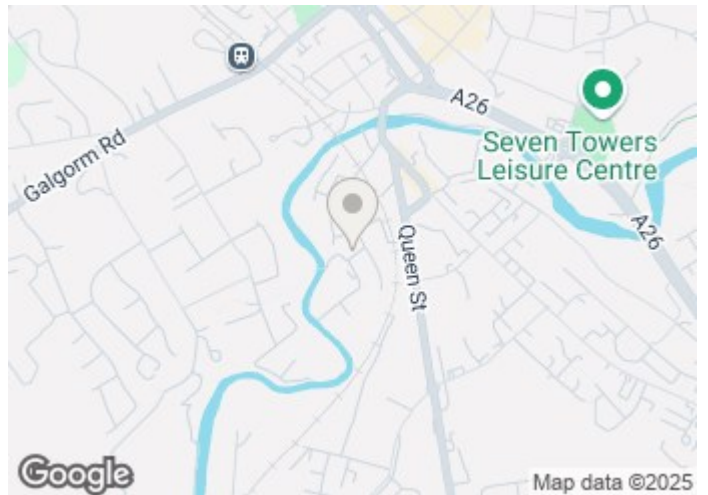 A26
Galgorm Rd
Seven Towers
Leisure Centre
A26
Queen St
Google
Map data ©2025